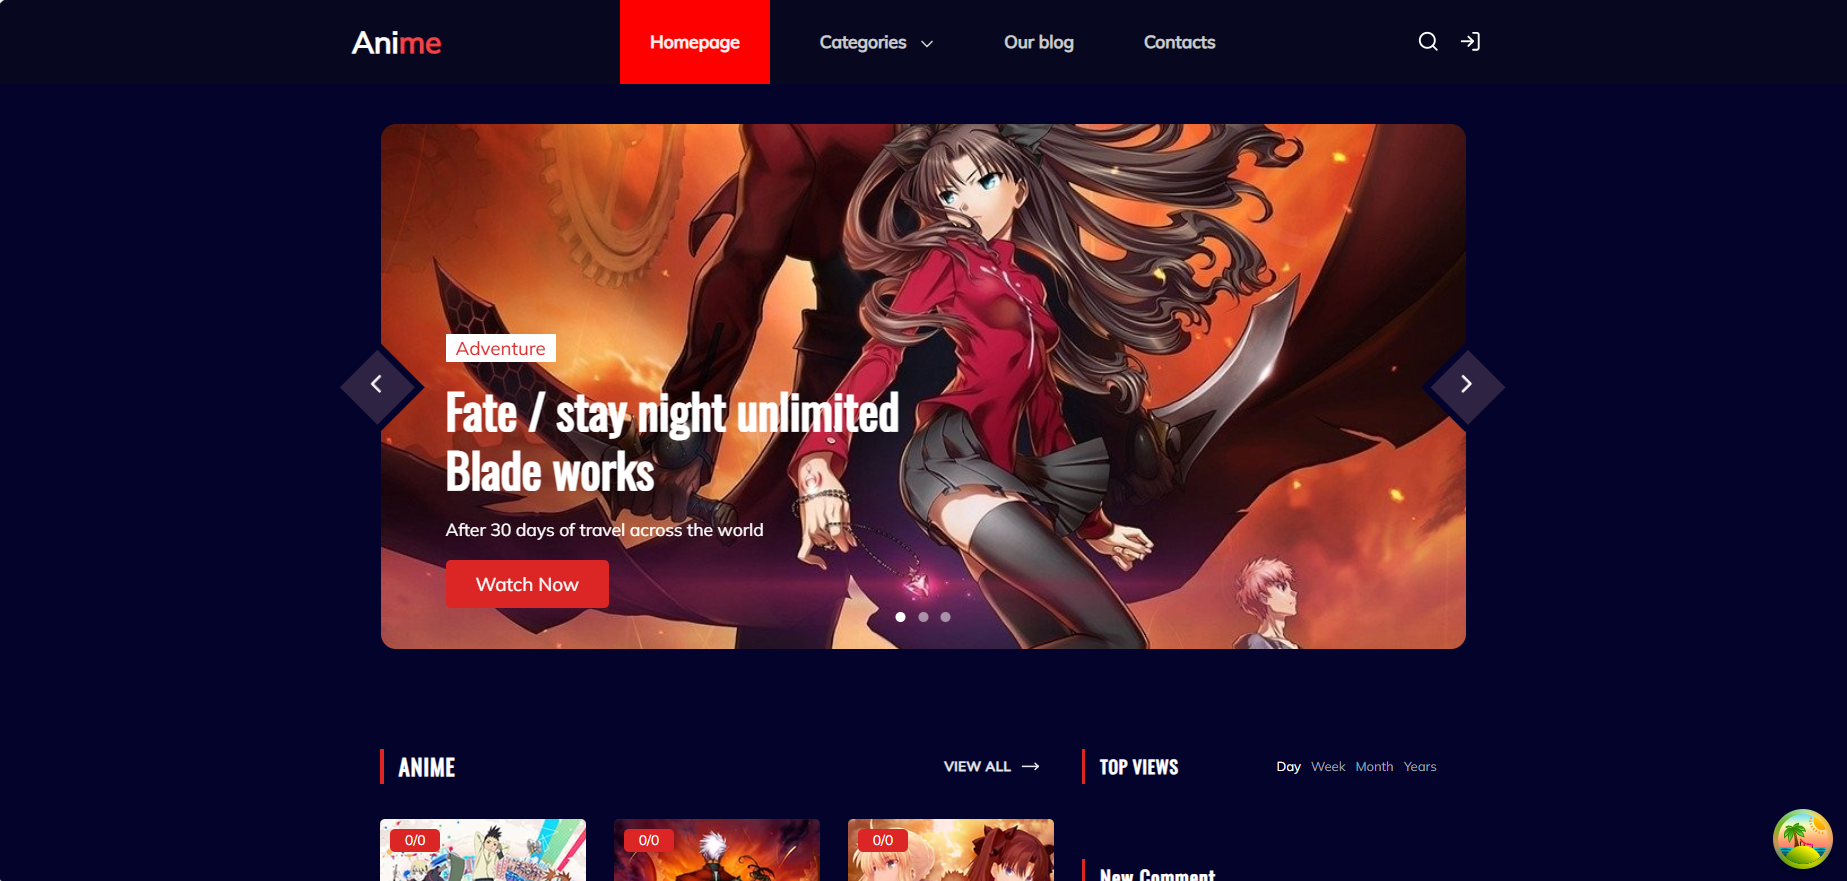 Anime
Homepage
Categories
Our blog
Contacts
Adventure
Fate / stay night unlimited
Blade works
After 30 days of travel across the world
Watch Now
ANIME
VIEW ALL
TOP VIEWS
Day Week Month Years
0/0
0/0
0/0
New Comment